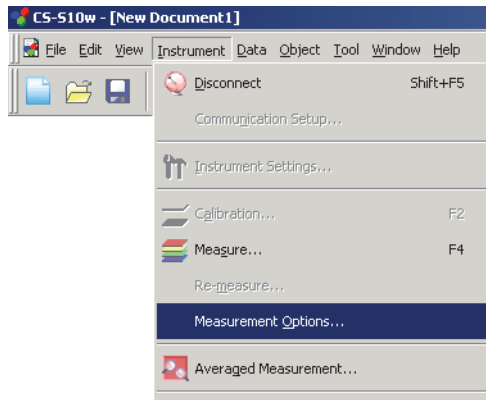 CS-S10w - [New Document1]
File Edit View Instrument Data Object Tool Window Help
Disconnect Shift+F5
Communication Setup...
Instrument Settings...
Calibration... F2
Measure... F4
Re-measure...
Measurement Options...
Averaged Measurement...